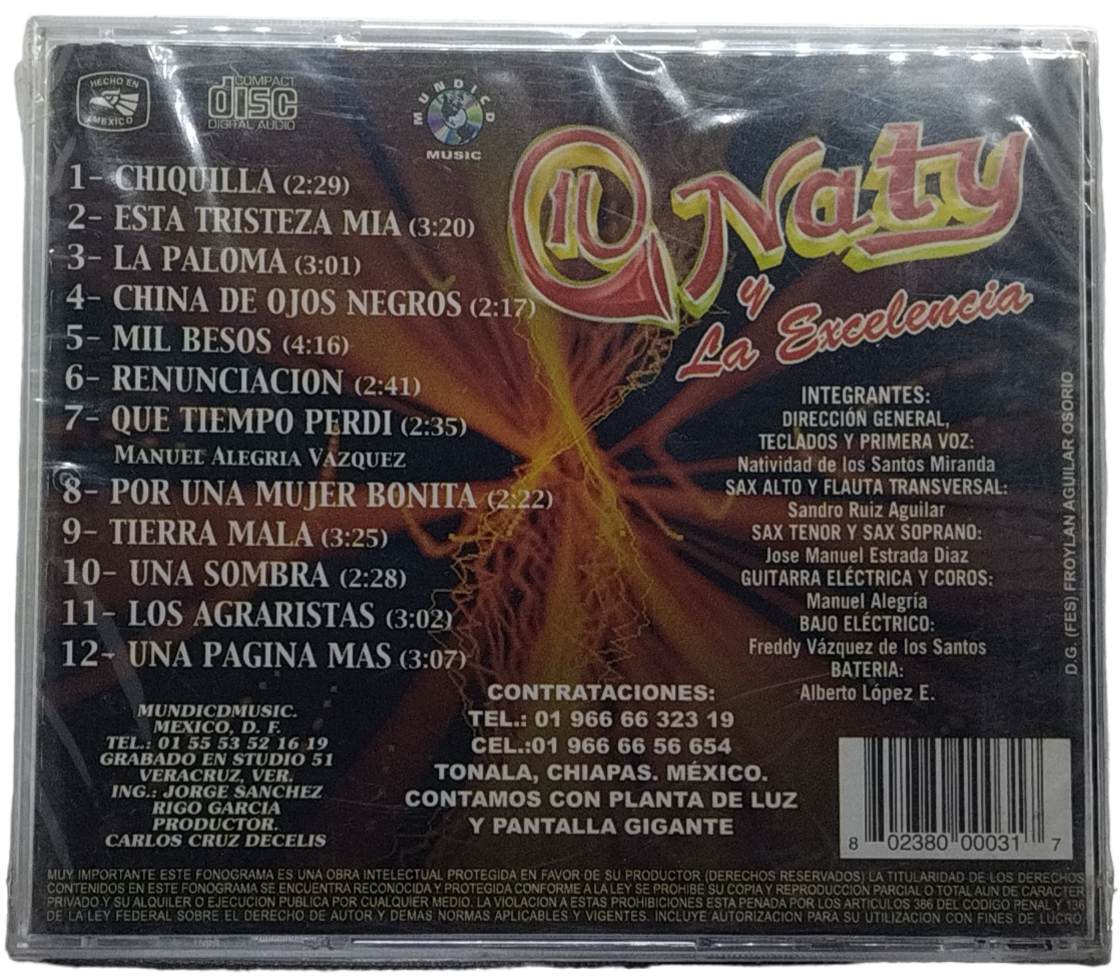 HECHO EN
MEXICO
COMPACT
disc
DIGITAL AUDIO
MUNDICD
MUSIC
Naty
y
La Excelencia
1- CHIQUILLA (2:29)
2- ESTA TRISTEZA MIA (3:20)
3- LA PALOMA (3:01)
4- CHINA DE OJOS NEGROS (2:17)
5- MIL BESOS (4:16)
6- RENUNCIACION (2:41)
7- QUE TIEMPO PERDI (2:35)
MANUEL ALEGRIA VAZQUEZ
8- POR UNA MUJER BONITA (2:22)
9- TIERRA MALA (3:25)
10- UNA SOMBRA (2:28)
11- LOS AGRARISTAS (3:02)
12- UNA PAGINA MAS (3:07)
INTEGRANTES:
DIRECCIÓN GENERAL,
TECLADOS Y PRIMERA VOZ:
Natividad de los Santos Miranda
SAX ALTO Y FLAUTA TRANSVERSAL:
Sandro Ruiz Aguilar
SAX TENOR Y SAX SOPRANO:
Jose Manuel Estrada Diaz
GUITARRA ELÉCTRICA Y COROS:
Manuel Alegría
BAJO ELÉCTRICO:
Freddy Vázquez de los Santos
BATERIA:
Alberto López E.
D.G. (FES) FROYLAN AGUILAR OSORIO
MUNDICDMUSIC.
MEXICO, D. F.
TEL.: 01 55 53 52 16 19
GRABADO EN STUDIO 51
VERACRUZ, VER.
ING.: JORGE SANCHEZ
RIGO GARCIA
PRODUCTOR.
CARLOS CRUZ DECELIS
CONTRATACIONES:
TEL.: 01 966 66 323 19
CEL.:01 966 66 56 654
TONALA, CHIAPAS. MÉXICO.
CONTAMOS CON PLANTA DE LUZ
Y PANTALLA GIGANTE
8 02380 00031 7
MUY IMPORTANTE ESTE FONOGRAMA ES UNA OBRA INTELECTUAL PROTEGIDA EN FAVOR DE SU PRODUCTOR (DERECHOS RESERVADOS) LA TITULARIDAD DE LOS DERECHOS
CONTENIDOS EN ESTE FONOGRAMA SE ENCUENTRA RECONOCIDA Y PROTEGIDA CONFORME A LA LEY SE PROHIBE SU COPIA Y REPRODUCCION PARCIAL O TOTAL AUN DE CARACTER
PRIVADO Y SU ALQUILER O EJECUCION PUBLICA POR CUALQUIER MEDIO. LA VIOLACION A ESTAS PROHIBICIONES ESTA PENADA POR LOS ARTICULOS 366 DEL CODIGO PENAL Y 136
DE LA LEY FEDERAL SOBRE EL DERECHO DE AUTOR Y DEMAS NORMAS APLICABLES Y VIGENTES. INCLUYE AUTORIZACION PARA SU UTILIZACION CON FINES DE LUCRO.